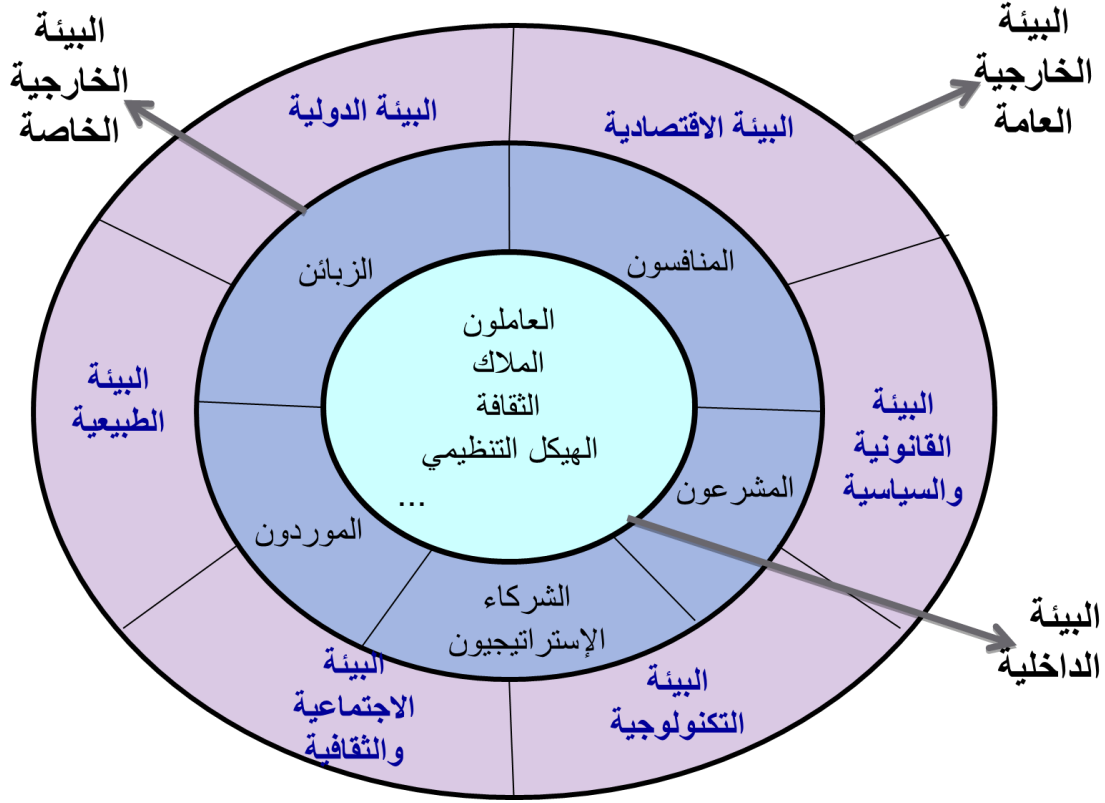 البيئة
الخارجية
العامة
البيئة
الخارجية
الخاصة
البيئة الدولية
البيئة الاقتصادية
المنافسون
الزبائن
العاملون
الملاك
الثقافة
الهيكل التنظيمي
...
البيئة
القانونية
والسياسية
البيئة
الطبيعية
المشرعون
الموردون
الشركاء
الإستراتيجيون
البيئة
الداخلية
البيئة
التكنولوجية
البيئة
الاجتماعية
والثقافية